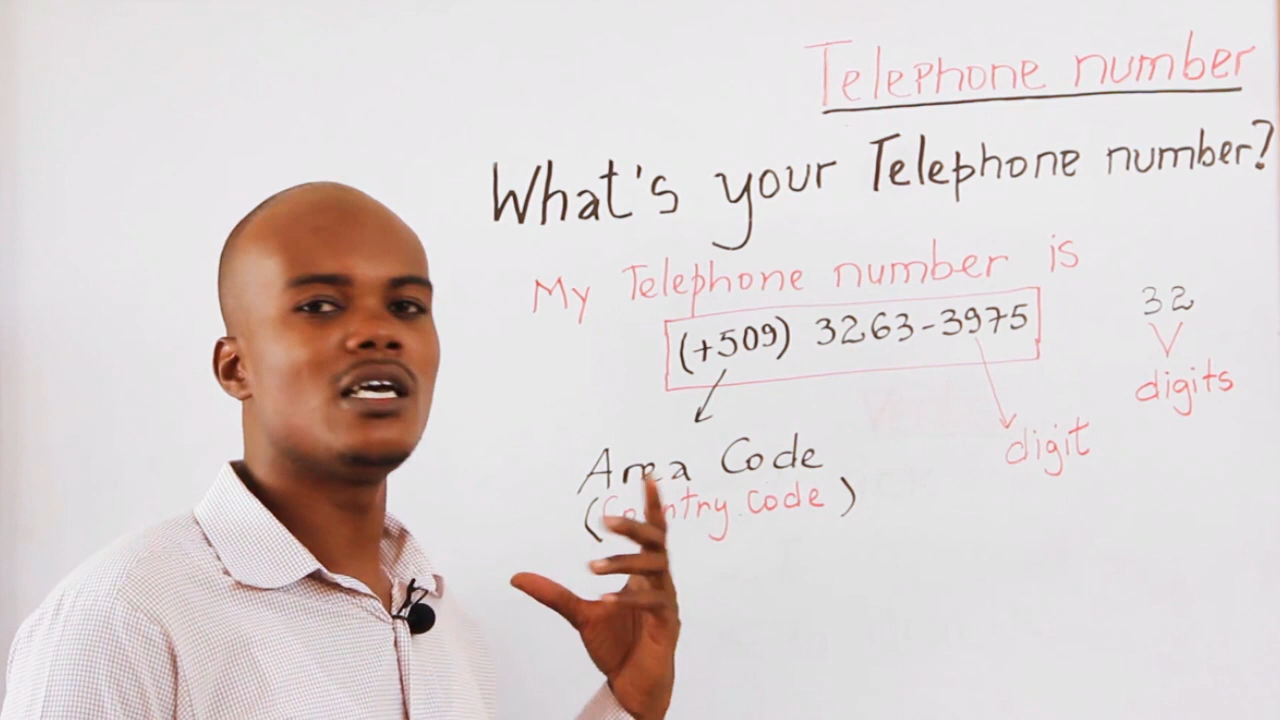 Telephone number
What's your Telephone number?
My Telephone number is
(+509) 3263-3975
32
digits
digit
Area Code
(Country Code)